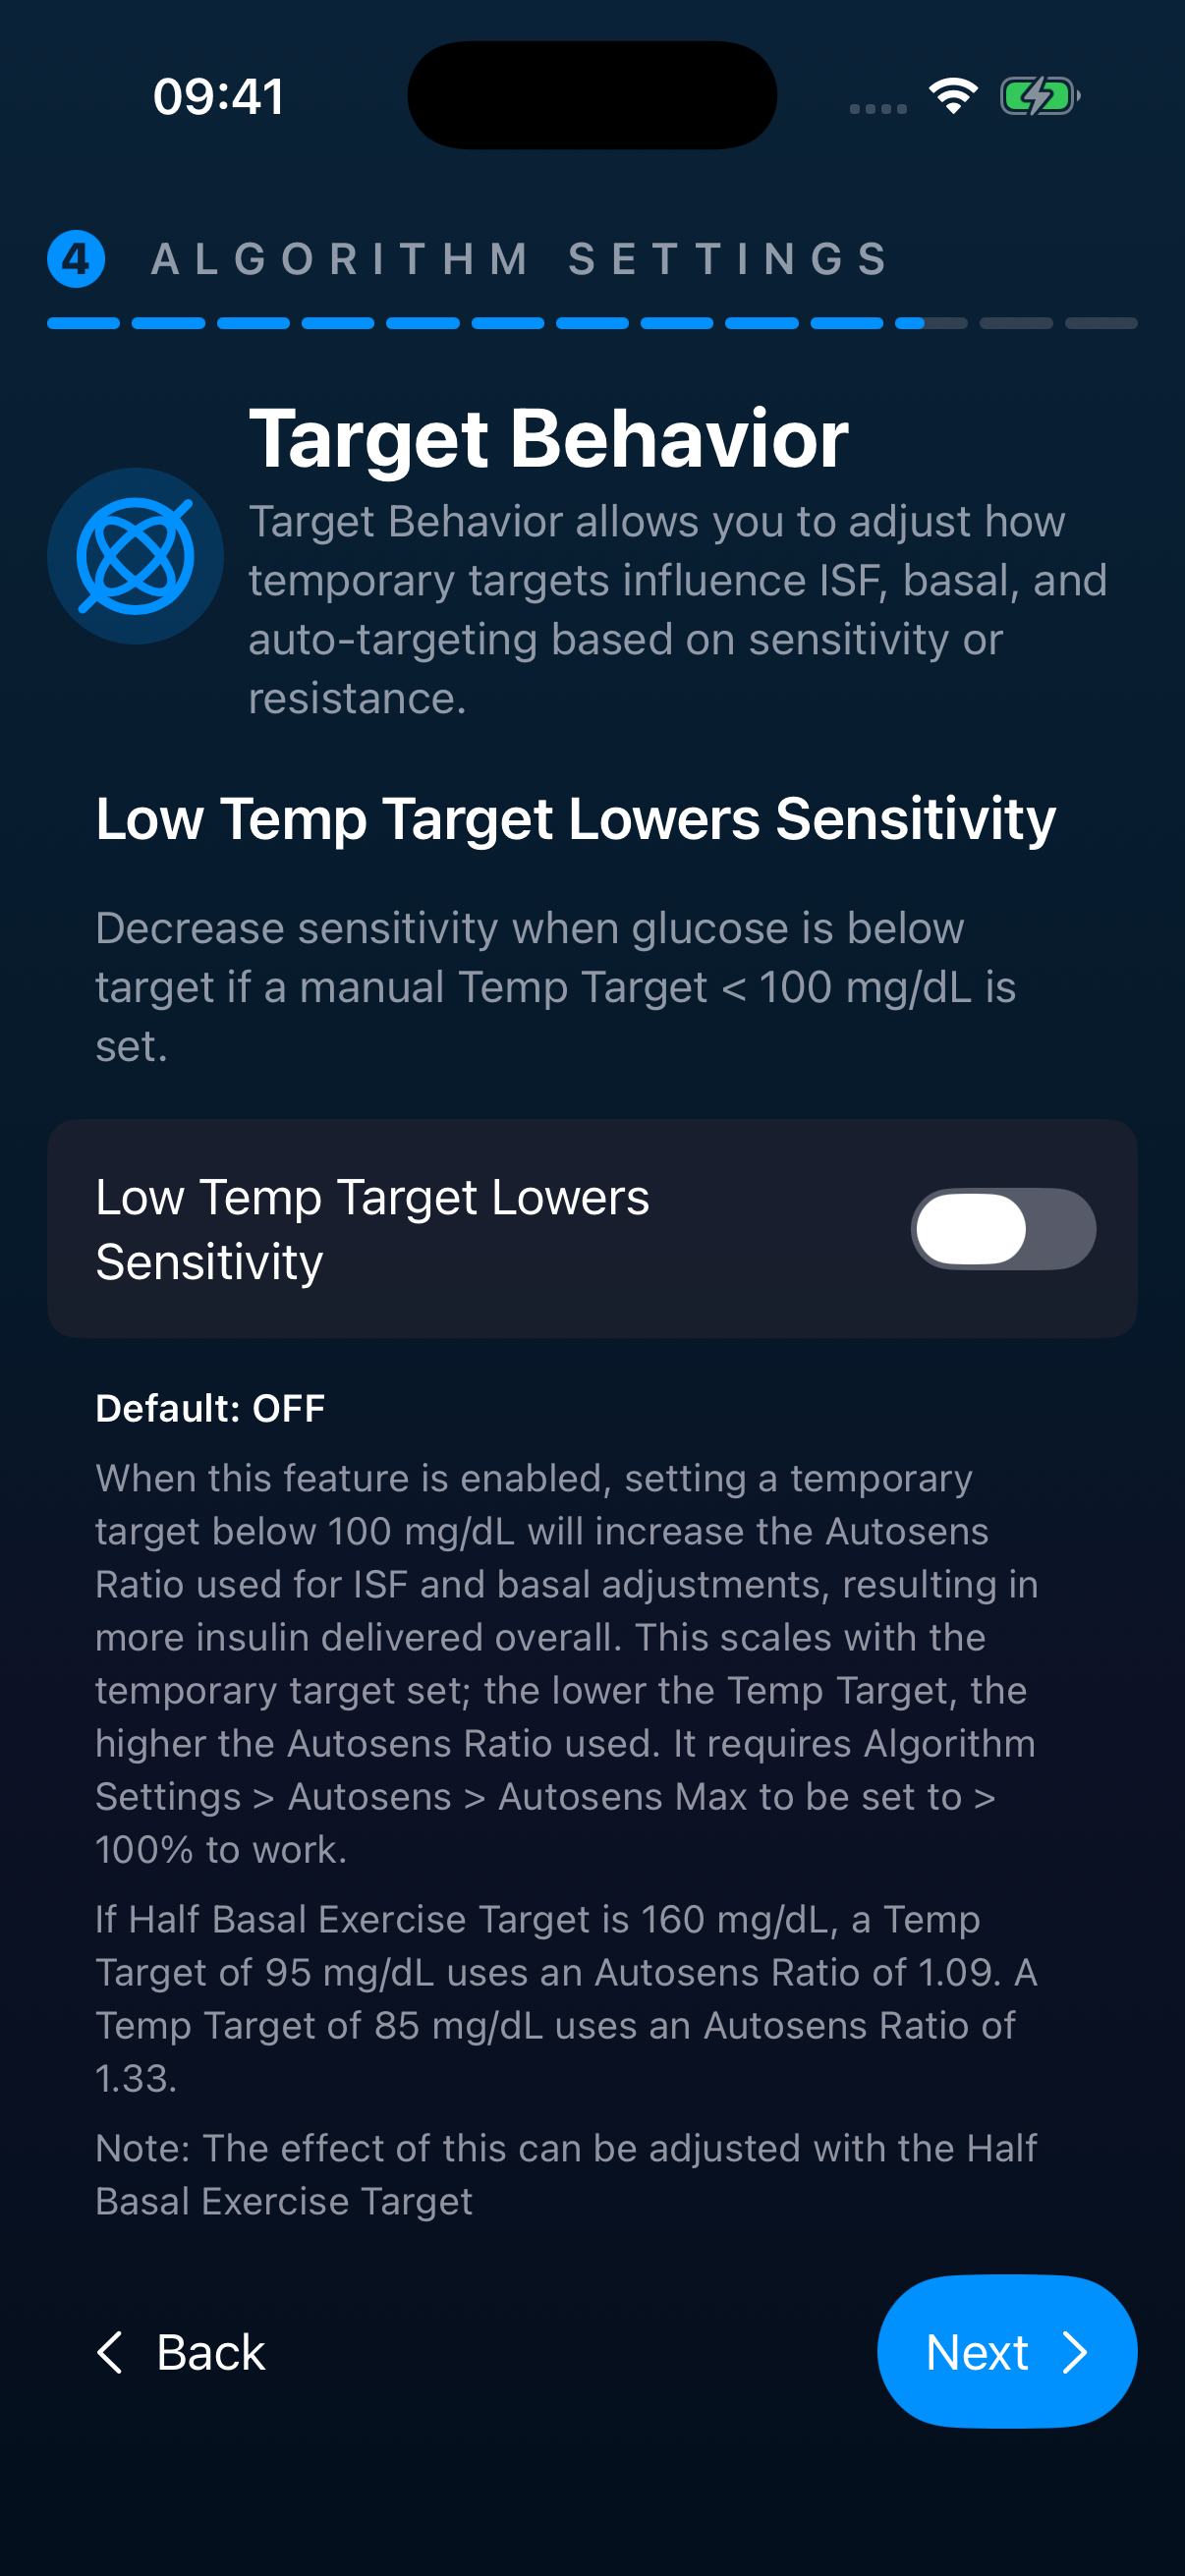 09:41
4 ALGORITHM SETTINGS
Target Behavior
Target Behavior allows you to adjust how
temporary targets influence ISF, basal, and
auto-targeting based on sensitivity or
resistance.
Low Temp Target Lowers Sensitivity
Decrease sensitivity when glucose is below
target if a manual Temp Target < 100 mg/dL is
set.
Low Temp Target Lowers
Sensitivity
Default: OFF
When this feature is enabled, setting a temporary
target below 100 mg/dL will increase the Autosens
Ratio used for ISF and basal adjustments, resulting in
more insulin delivered overall. This scales with the
temporary target set; the lower the Temp Target, the
higher the Autosens Ratio used. It requires Algorithm
Settings > Autosens > Autosens Max to be set to >
100% to work.
If Half Basal Exercise Target is 160 mg/dL, a Temp
Target of 95 mg/dL uses an Autosens Ratio of 1.09. A
Temp Target of 85 mg/dL uses an Autosens Ratio of
1.33.
Note: The effect of this can be adjusted with the Half
Basal Exercise Target
Back
Next